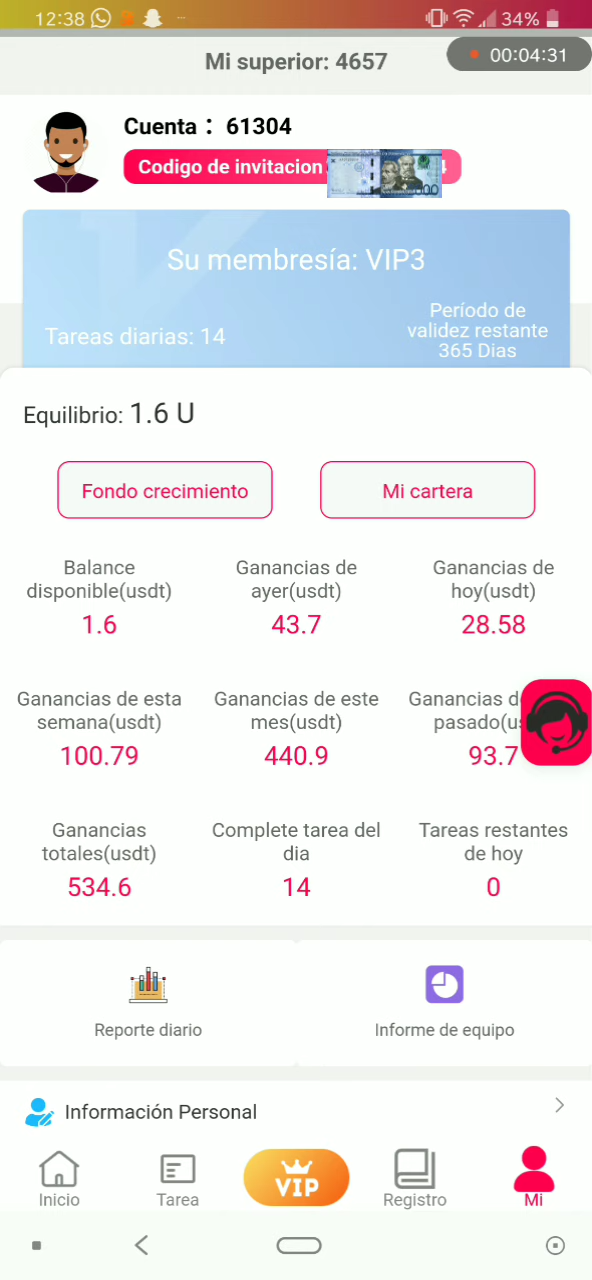 12:38
34%
00:04:31
Mi superior: 4657
Cuenta： 61304
Codigo de invitacion
100
Su membresía: VIP3
Tareas diarias: 14
Período de
validez restante
365 Dias
Equilibrio: 1.6 U
Fondo crecimiento
Mi cartera
Balance
disponible(usdt)
1.6
Ganancias de
ayer(usdt)
43.7
Ganancias de
hoy(usdt)
28.58
Ganancias de esta
semana(usdt)
100.79
Ganancias de este
mes(usdt)
440.9
Ganancias
pasado
93.7
Ganancias
totales(usdt)
534.6
Complete tarea del
dia
14
Tareas restantes
de hoy
0
Reporte diario
Informe de equipo
Información Personal
Inicio
Tarea
VIP
Registro
Mi